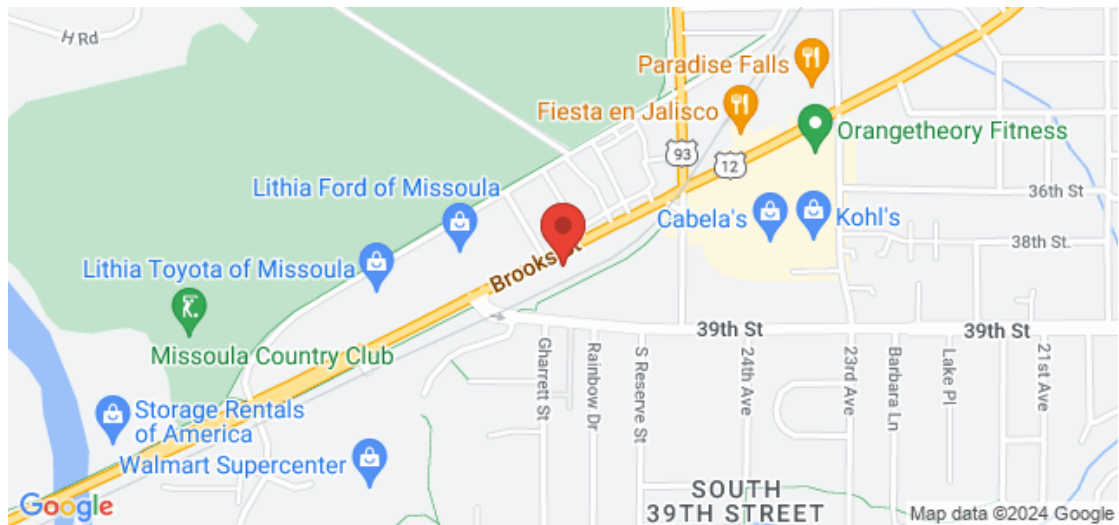 H Rd
Paradise Falls
Fiesta en Jalisco
Orangetheory Fitness
93
12
Lithia Ford of Missoula
36th St
Cabela's
Kohl's
38th St.
Brooks St
Lithia Toyota of Missoula
Missoula Country Club
39th St
39th St
Gharrett St
Rainbow Dr
S Reserve St
24th Ave
23rd Ave
Barbara Ln
Lake Pl
21st Ave
Storage Rentals
of America
Walmart Supercenter
SOUTH
39TH STREET
Google
Map data ©2024 Google